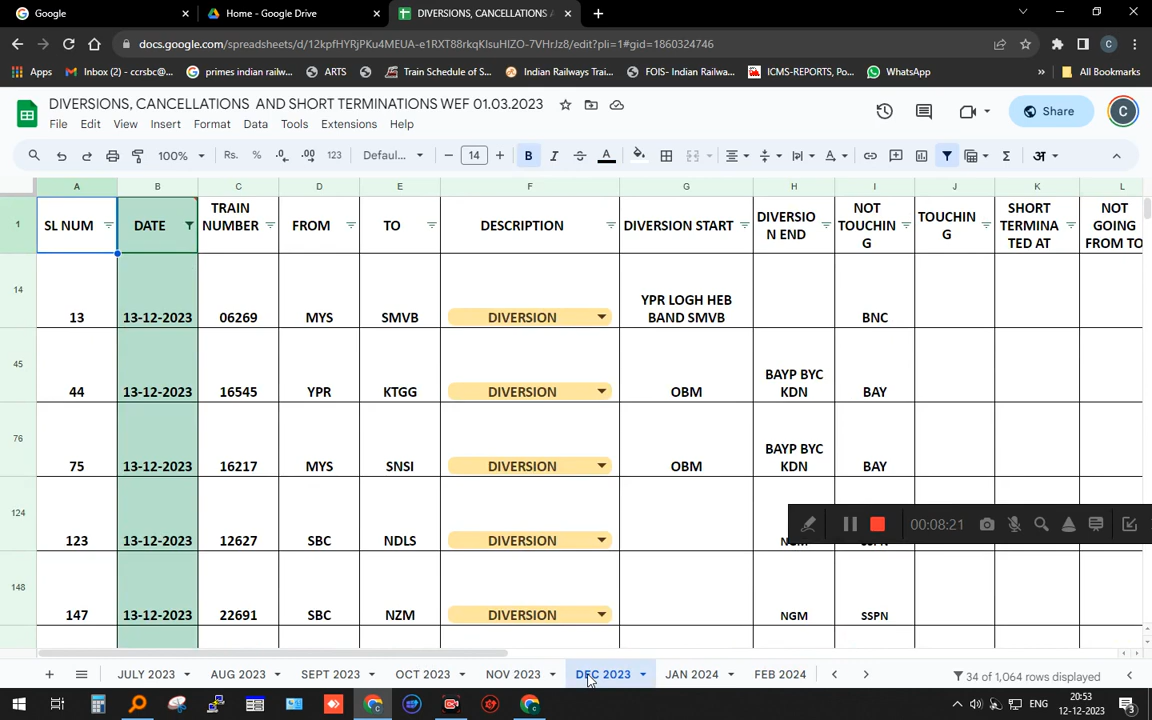 Google
Home - Google Drive
DIVERSIONS, CANCELLATIONS A
docs.google.com/spreadsheets/d/12kpfHYRjPKu4MEUA-e1RXT88rkqKIsuHIZO-7VHrJz8/edit?pli=1#gid=1860324746
C
Apps
Inbox (2) - ccrsbc@...
primes indian railw...
ARTS
Train Schedule of S...
Indian Railways Trai...
FOIS- Indian Railwa...
ICMS-REPORTS, Po...
WhatsApp
»
All Bookmarks
DIVERSIONS, CANCELLATIONS AND SHORT TERMINATIONS WEF 01.03.2023
Share
C
File Edit View Insert Format Data Tools Extensions Help
100% Rs. % .0 .00 123 Defaul... − 14 + B I A Σ अ
A B C D E F G H I J K L
1 SL NUM DATE TRAIN NUMBER FROM TO DESCRIPTION DIVERSION START DIVERSIO N END NOT TOUCHIN G TOUCHIN G SHORT TERMINA TED AT NOT GOING FROM TO
14 13 13-12-2023 06269 MYS SMVB DIVERSION YPR LOGH HEB BAND SMVB BNC
45 44 13-12-2023 16545 YPR KTGG DIVERSION OBM BAYP BYC KDN BAY
76 75 13-12-2023 16217 MYS SNSI DIVERSION OBM BAYP BYC KDN BAY
124 123 13-12-2023 12627 SBC NDLS DIVERSION
00:08:21
148 147 13-12-2023 22691 SBC NZM DIVERSION NGM SSPN
JULY 2023 AUG 2023 SEPT 2023 OCT 2023 NOV 2023 DEC 2023 JAN 2024 FEB 2024
34 of 1,064 rows displayed
ENG
20:53
12-12-2023
3